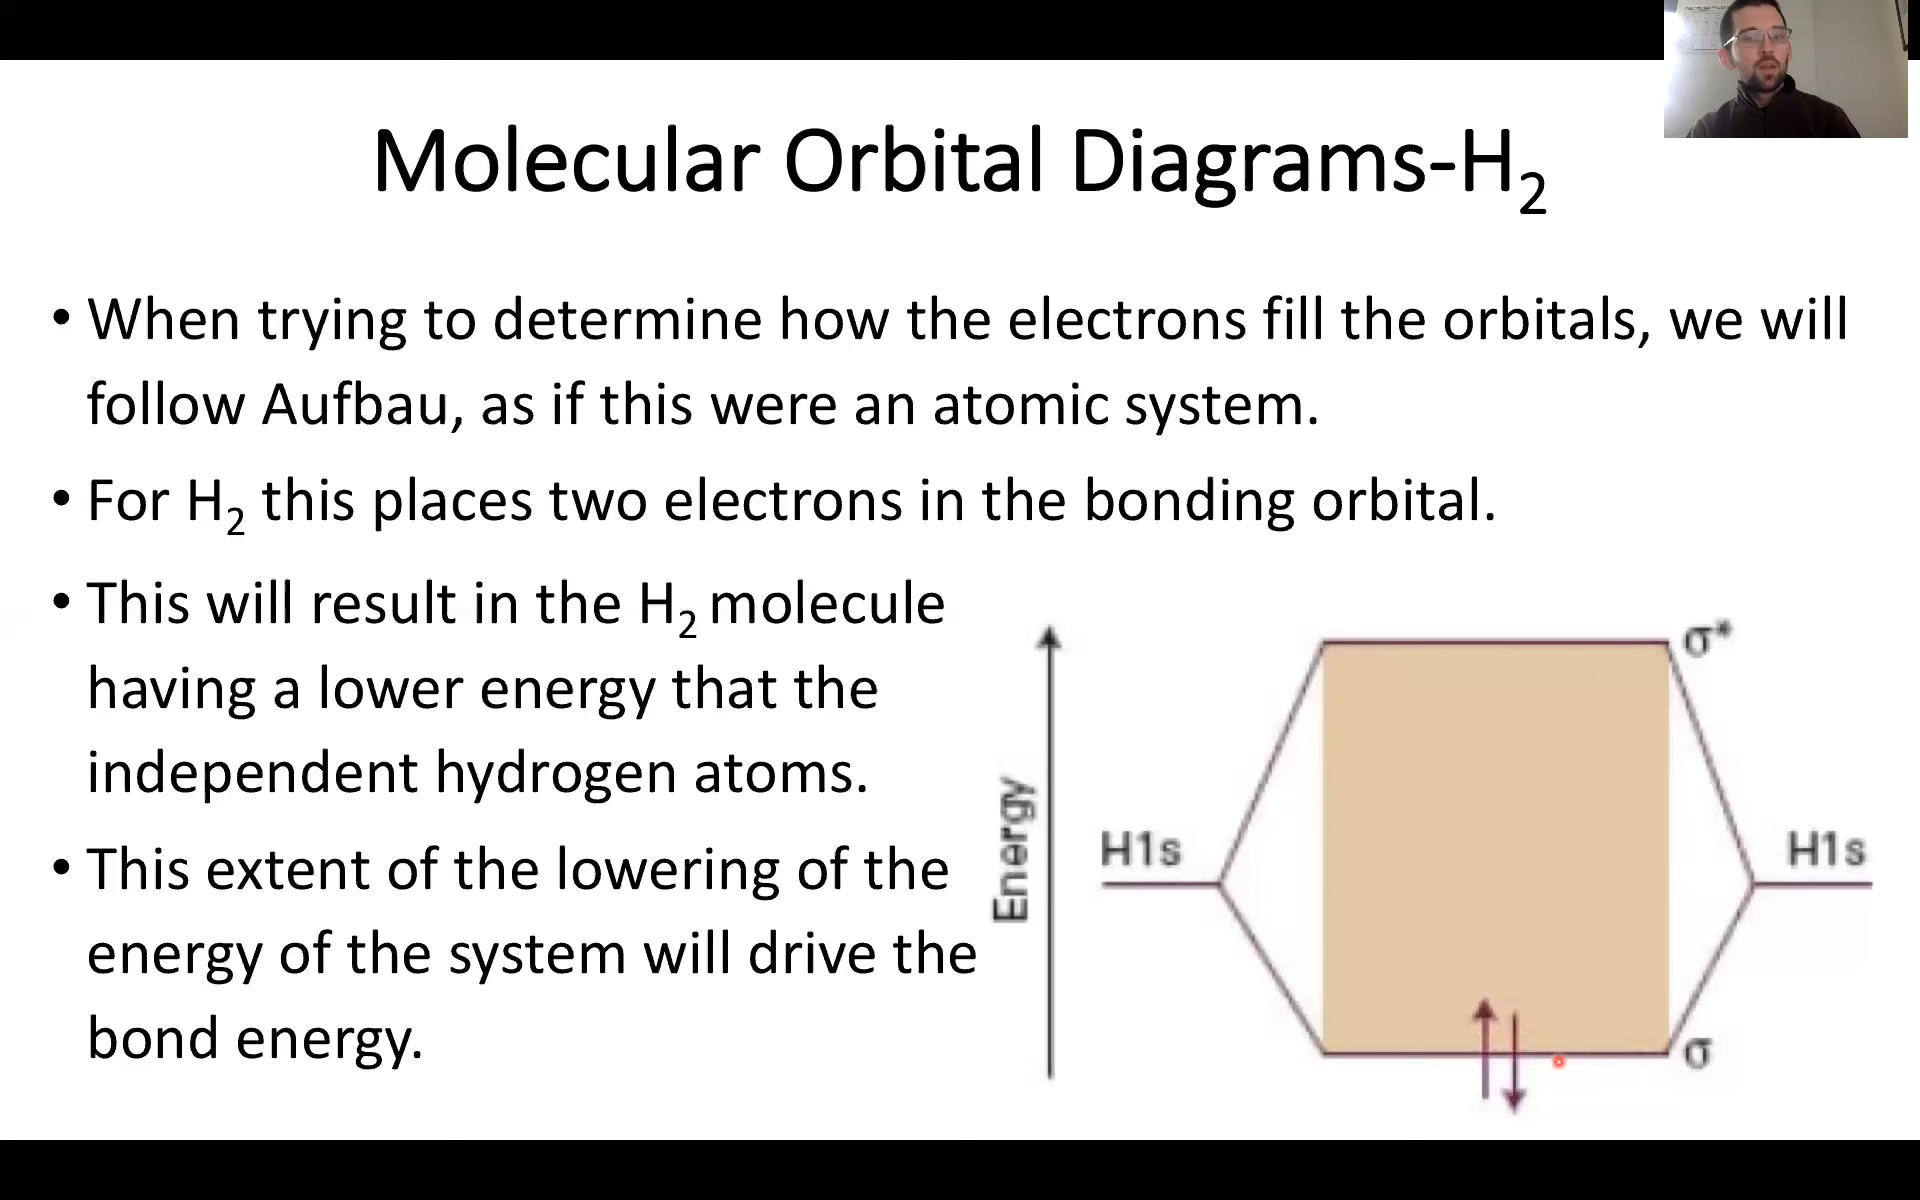 Molecular Orbital Diagrams-H₂
• When trying to determine how the electrons fill the orbitals, we will
follow Aufbau, as if this were an atomic system.
• For H₂ this places two electrons in the bonding orbital.
• This will result in the H₂ molecule
having a lower energy that the
independent hydrogen atoms.
• This extent of the lowering of the
energy of the system will drive the
bond energy.
Energy
σ*
H1s
H1s
σ